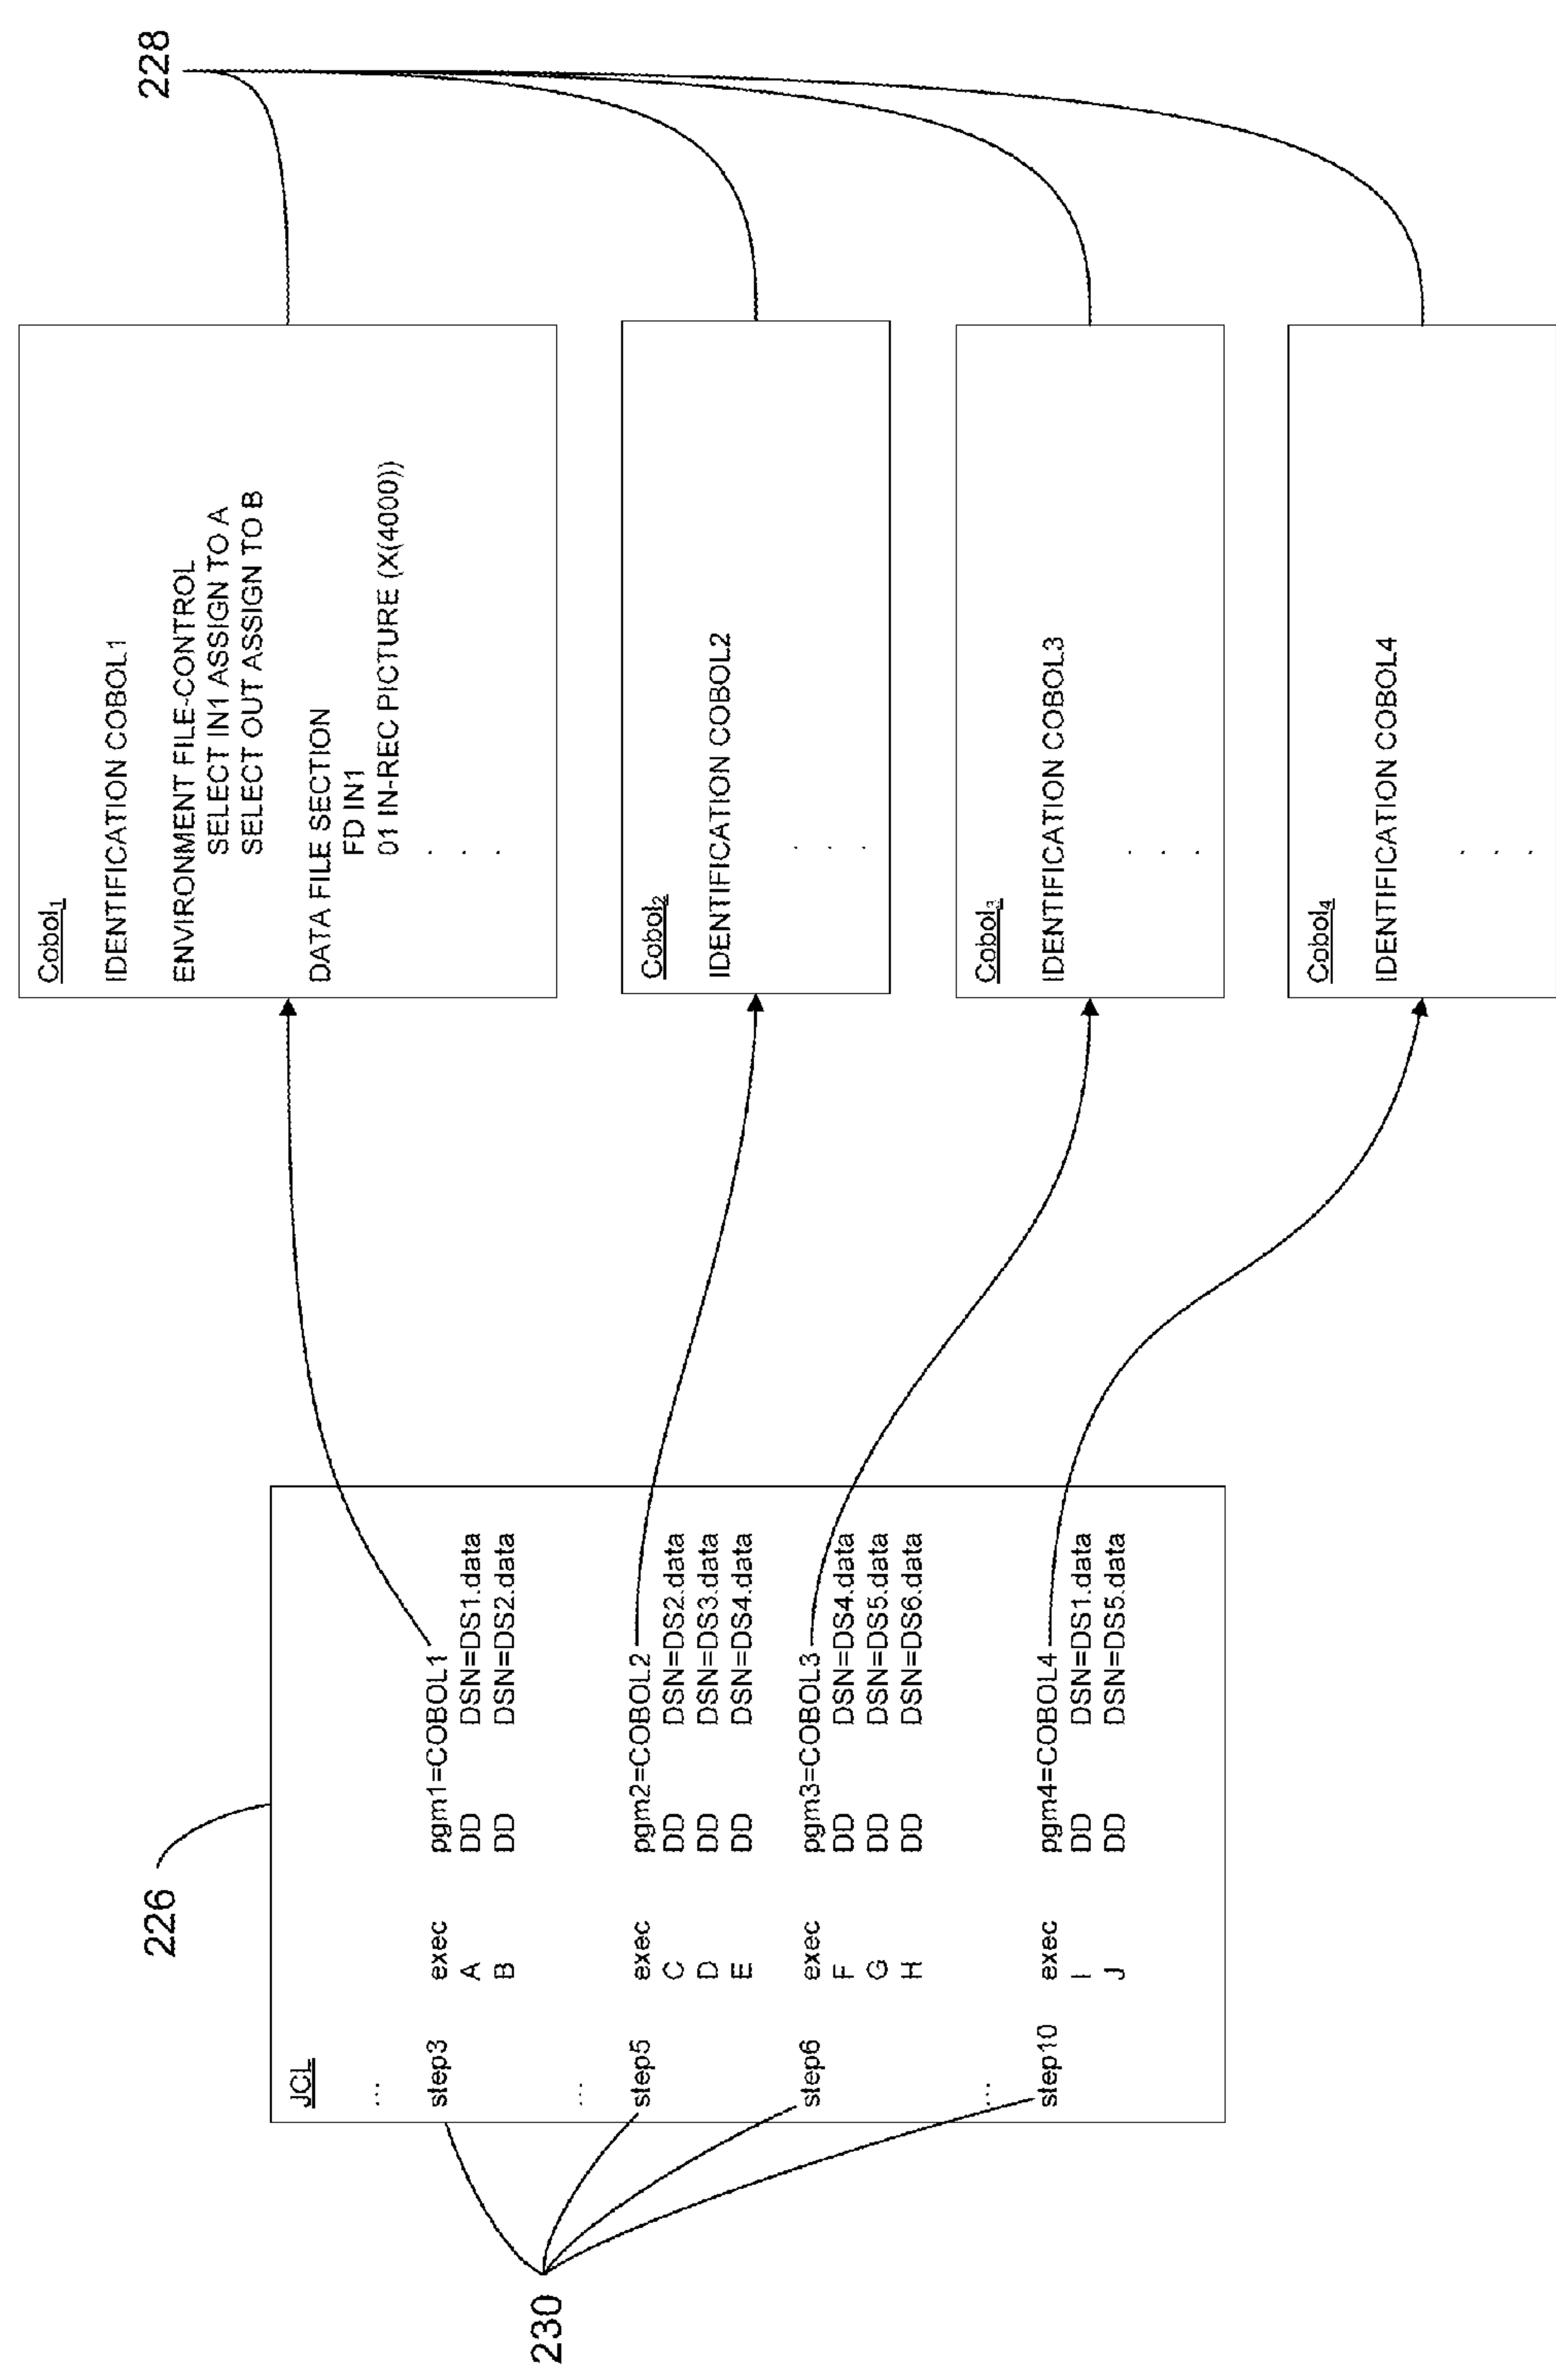 226
228
230
JCL
...
step3 exec pgm1=COBOL1
A DD DSN=DS1.data
B DD DSN=DS2.data
...
step5 exec pgm2=COBOL2
C DD DSN=DS2.data
D DD DSN=DS3.data
E DD DSN=DS4.data
step6 exec pgm3=COBOL3
F DD DSN=DS4.data
G DD DSN=DS5.data
H DD DSN=DS6.data
...
step10 exec pgm4=COBOL4
I DD DSN=DS1.data
J DD DSN=DS5.data
Cobol1
IDENTIFICATION COBOL1
ENVIRONMENT FILE-CONTROL
SELECT IN1 ASSIGN TO A
SELECT OUT ASSIGN TO B
DATA FILE SECTION
FD IN1
01 IN-REC PICTURE (X(4000))
.
.
.
Cobol2
IDENTIFICATION COBOL2
.
.
.
Cobol3
IDENTIFICATION COBOL3
.
.
.
Cobol4
IDENTIFICATION COBOL4
.
.
.